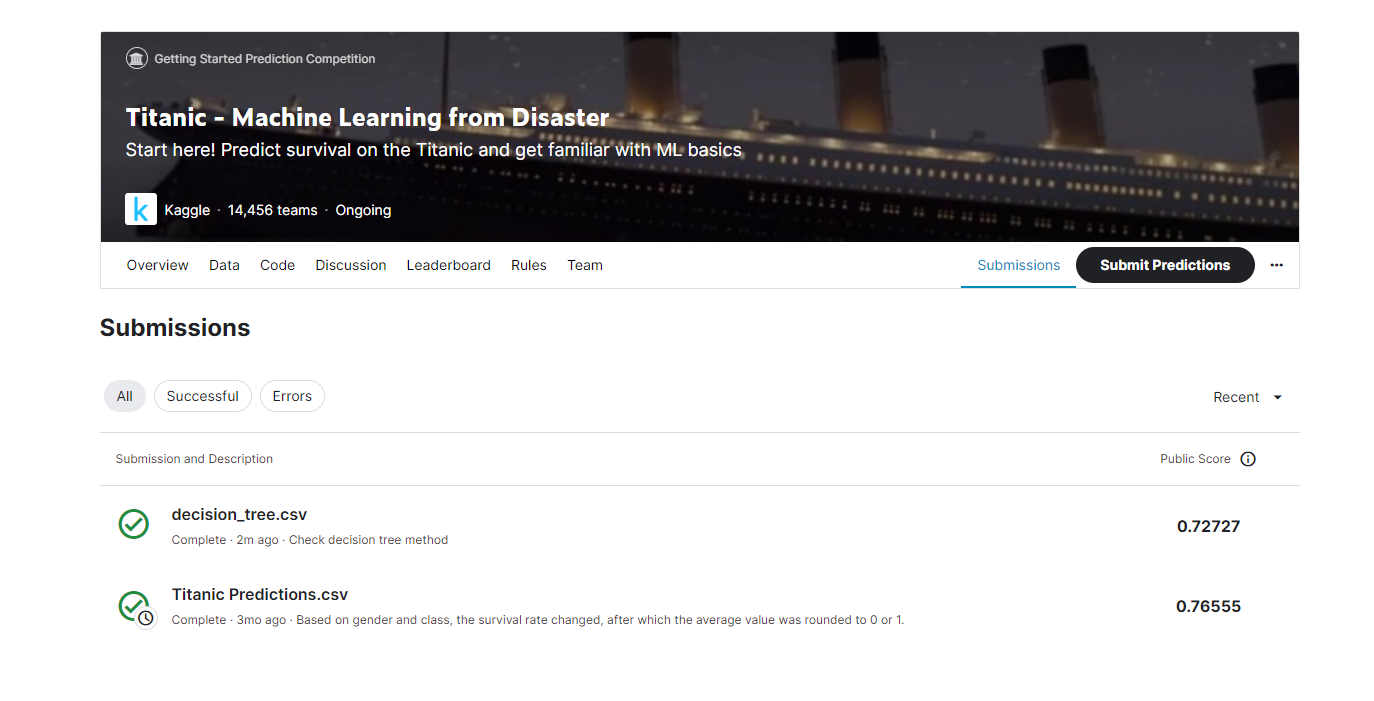 Getting Started Prediction Competition
Titanic - Machine Learning from Disaster
Start here! Predict survival on the Titanic and get familiar with ML basics
k Kaggle · 14,456 teams · Ongoing
Overview Data Code Discussion Leaderboard Rules Team Submissions Submit Predictions ···
Submissions
All Successful Errors Recent
Submission and Description Public Score
decision_tree.csv
Complete · 2m ago · Check decision tree method
0.72727
Titanic Predictions.csv
Complete · 3mo ago · Based on gender and class, the survival rate changed, after which the average value was rounded to 0 or 1.
0.76555